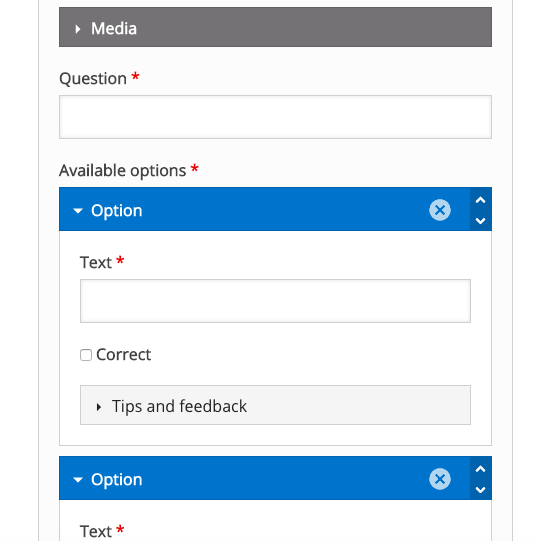 Media
Question *
Available options *
Option
Text *
Correct
Tips and feedback
Option
Text *